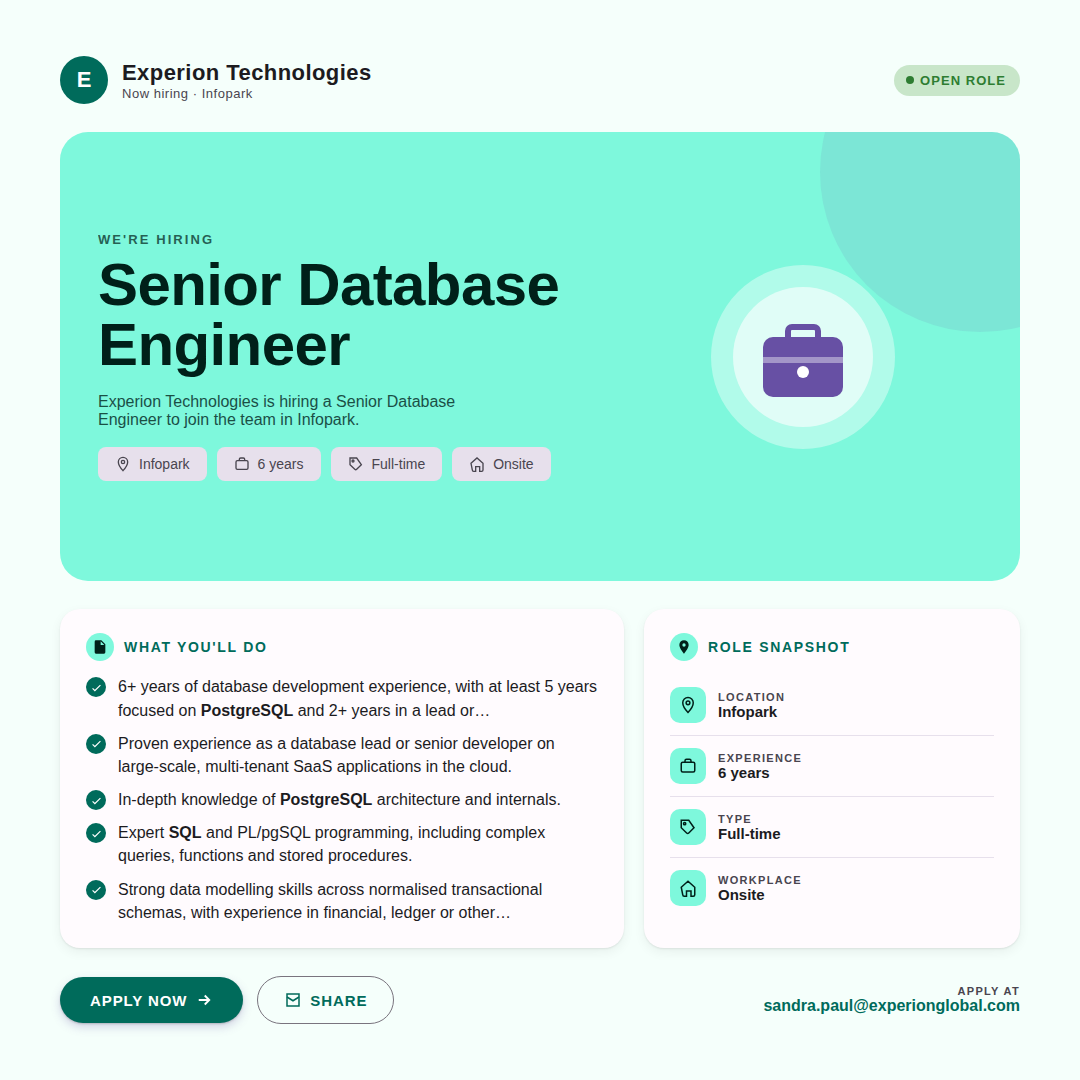 E
Experion Technologies
Now hiring · Infopark
OPEN ROLE
WE'RE HIRING
Senior Database
Engineer
Experion Technologies is hiring a Senior Database
Engineer to join the team in Infopark.
Infopark
6 years
Full-time
Onsite
WHAT YOU'LL DO
6+ years of database development experience, with at least 5 years
focused on PostgreSQL and 2+ years in a lead or…
Proven experience as a database lead or senior developer on
large-scale, multi-tenant SaaS applications in the cloud.
In-depth knowledge of PostgreSQL architecture and internals.
Expert SQL and PL/pgSQL programming, including complex
queries, functions and stored procedures.
Strong data modelling skills across normalised transactional
schemas, with experience in financial, ledger or other…
ROLE SNAPSHOT
LOCATION
Infopark
EXPERIENCE
6 years
TYPE
Full-time
WORKPLACE
Onsite
APPLY NOW
SHARE
APPLY AT
sandra.paul@experionglobal.com